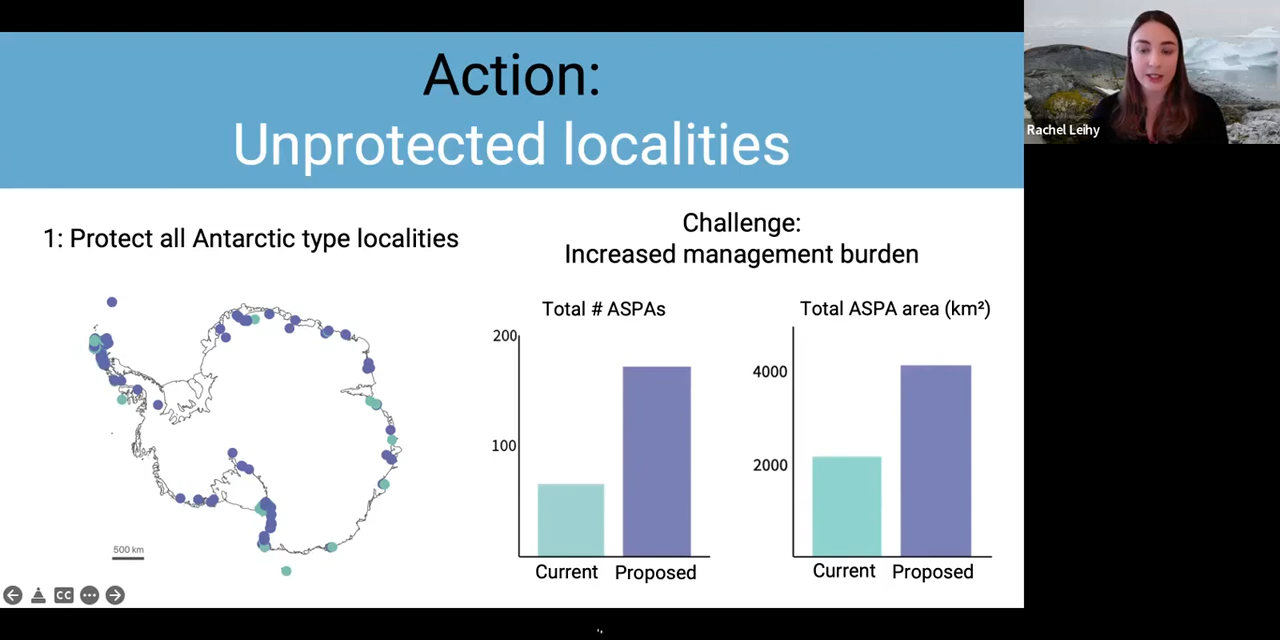 Action:
Unprotected localities
Rachel Leihy
1: Protect all Antarctic type localities
500 km
Challenge:
Increased management burden
Total # ASPAs
200
100
Current Proposed
Total ASPA area (km²)
4000
2000
Current Proposed
CC